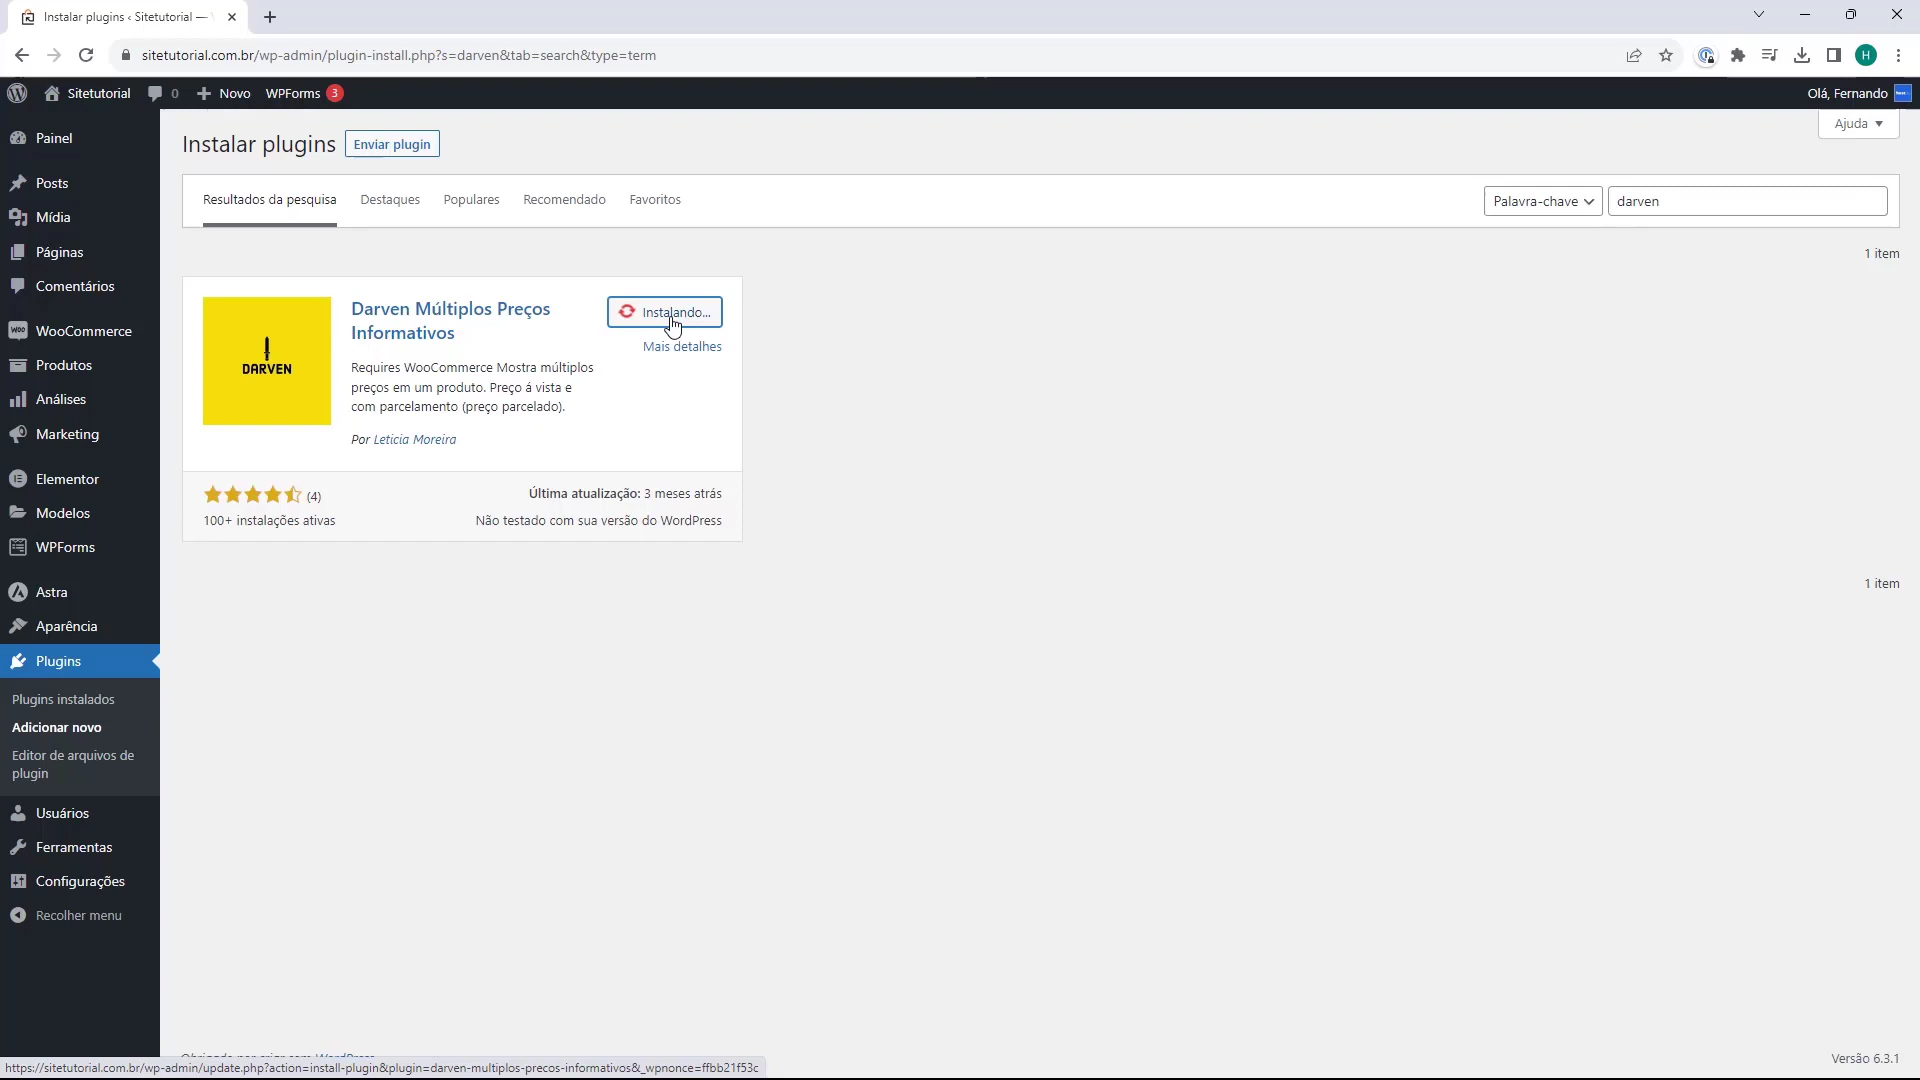 Instalar plugins ‹ Sitetutorial —
sitetutorial.com.br/wp-admin/plugin-install.php?s=darven&tab=search&type=term
H
Sitetutorial
0
Novo
WPForms 3
Olá, Fernando
Painel
Posts
Mídia
Páginas
Comentários
WooCommerce
Produtos
Análises
Marketing
Elementor
Modelos
WPForms
Astra
Aparência
Plugins
Plugins instalados
Adicionar novo
Editor de arquivos de
plugin
Usuários
Ferramentas
Configurações
Recolher menu
Ajuda
Instalar plugins
Enviar plugin
Resultados da pesquisa
Destaques
Populares
Recomendado
Favoritos
Palavra-chave
darven
1 item
DARVEN
Darven Múltiplos Preços
Informativos
Instalando...
Mais detalhes
Requires WooCommerce Mostra múltiplos
preços em um produto. Preço á vista e
com parcelamento (preço parcelado).
Por Leticia Moreira
(4)
Última atualização: 3 meses atrás
100+ instalações ativas
Não testado com sua versão do WordPress
1 item
Obrigado por criar com WordPress
Versão 6.3.1
https://sitetutorial.com.br/wp-admin/update.php?action=install-plugin&plugin=darven-multiplos-precos-informativos&_wpnonce=ffbb21f53c